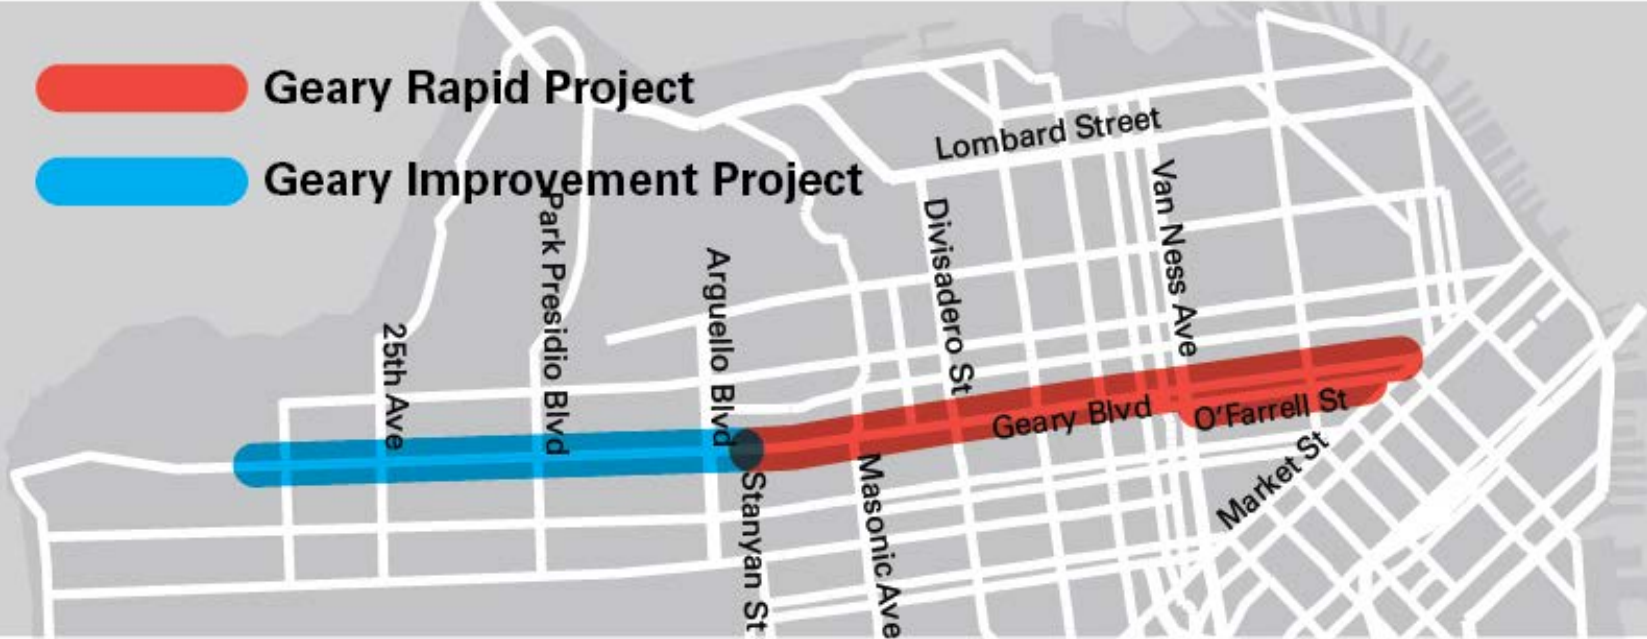 Geary Rapid Project
Geary Improvement Project
Lombard Street
Van Ness Ave
Park Presidio Blvd
Divisadero St
Arguello Blvd
25th Ave
Geary Blvd
O'Farrell St
Market St
Masonic Ave
Stanyan St